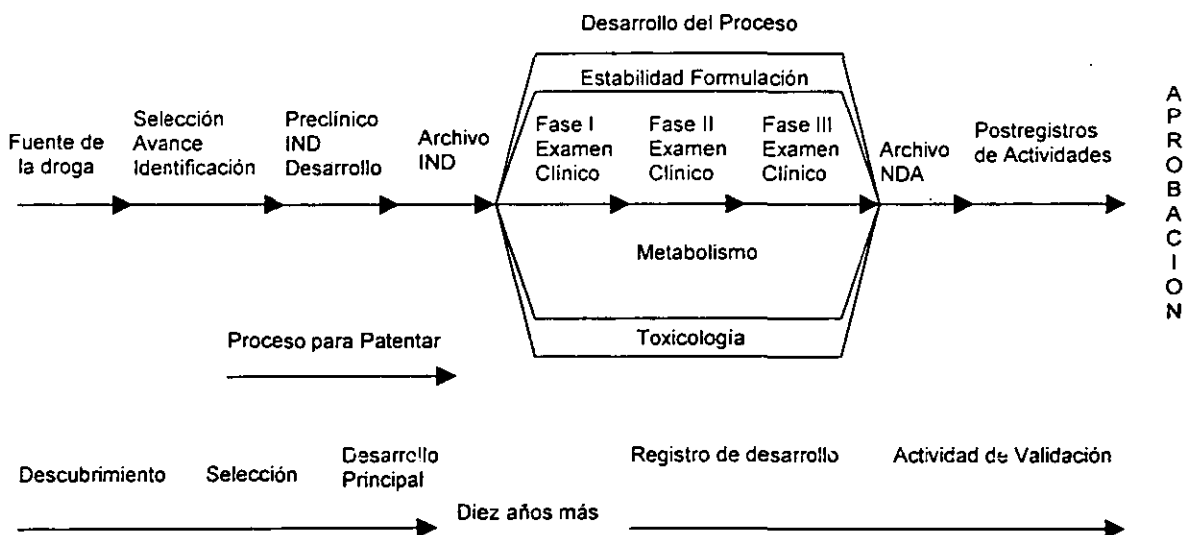 Desarrollo del Proceso
Estabilidad Formulación
Fuente de
la droga
Selección
Avance
Identificación
Preclínico
IND
Desarrollo
Archivo
IND
Fase I
Examen
Clínico
Fase II
Examen
Clínico
Fase III
Examen
Clínico
Archivo
NDA
Postregistros
de Actividades
A
P
R
O
B
A
C
I
O
N
Metabolismo
Toxicología
Proceso para Patentar
Descubrimiento
Selección
Desarrollo
Principal
Diez años más
Registro de desarrollo
Actividad de Validación